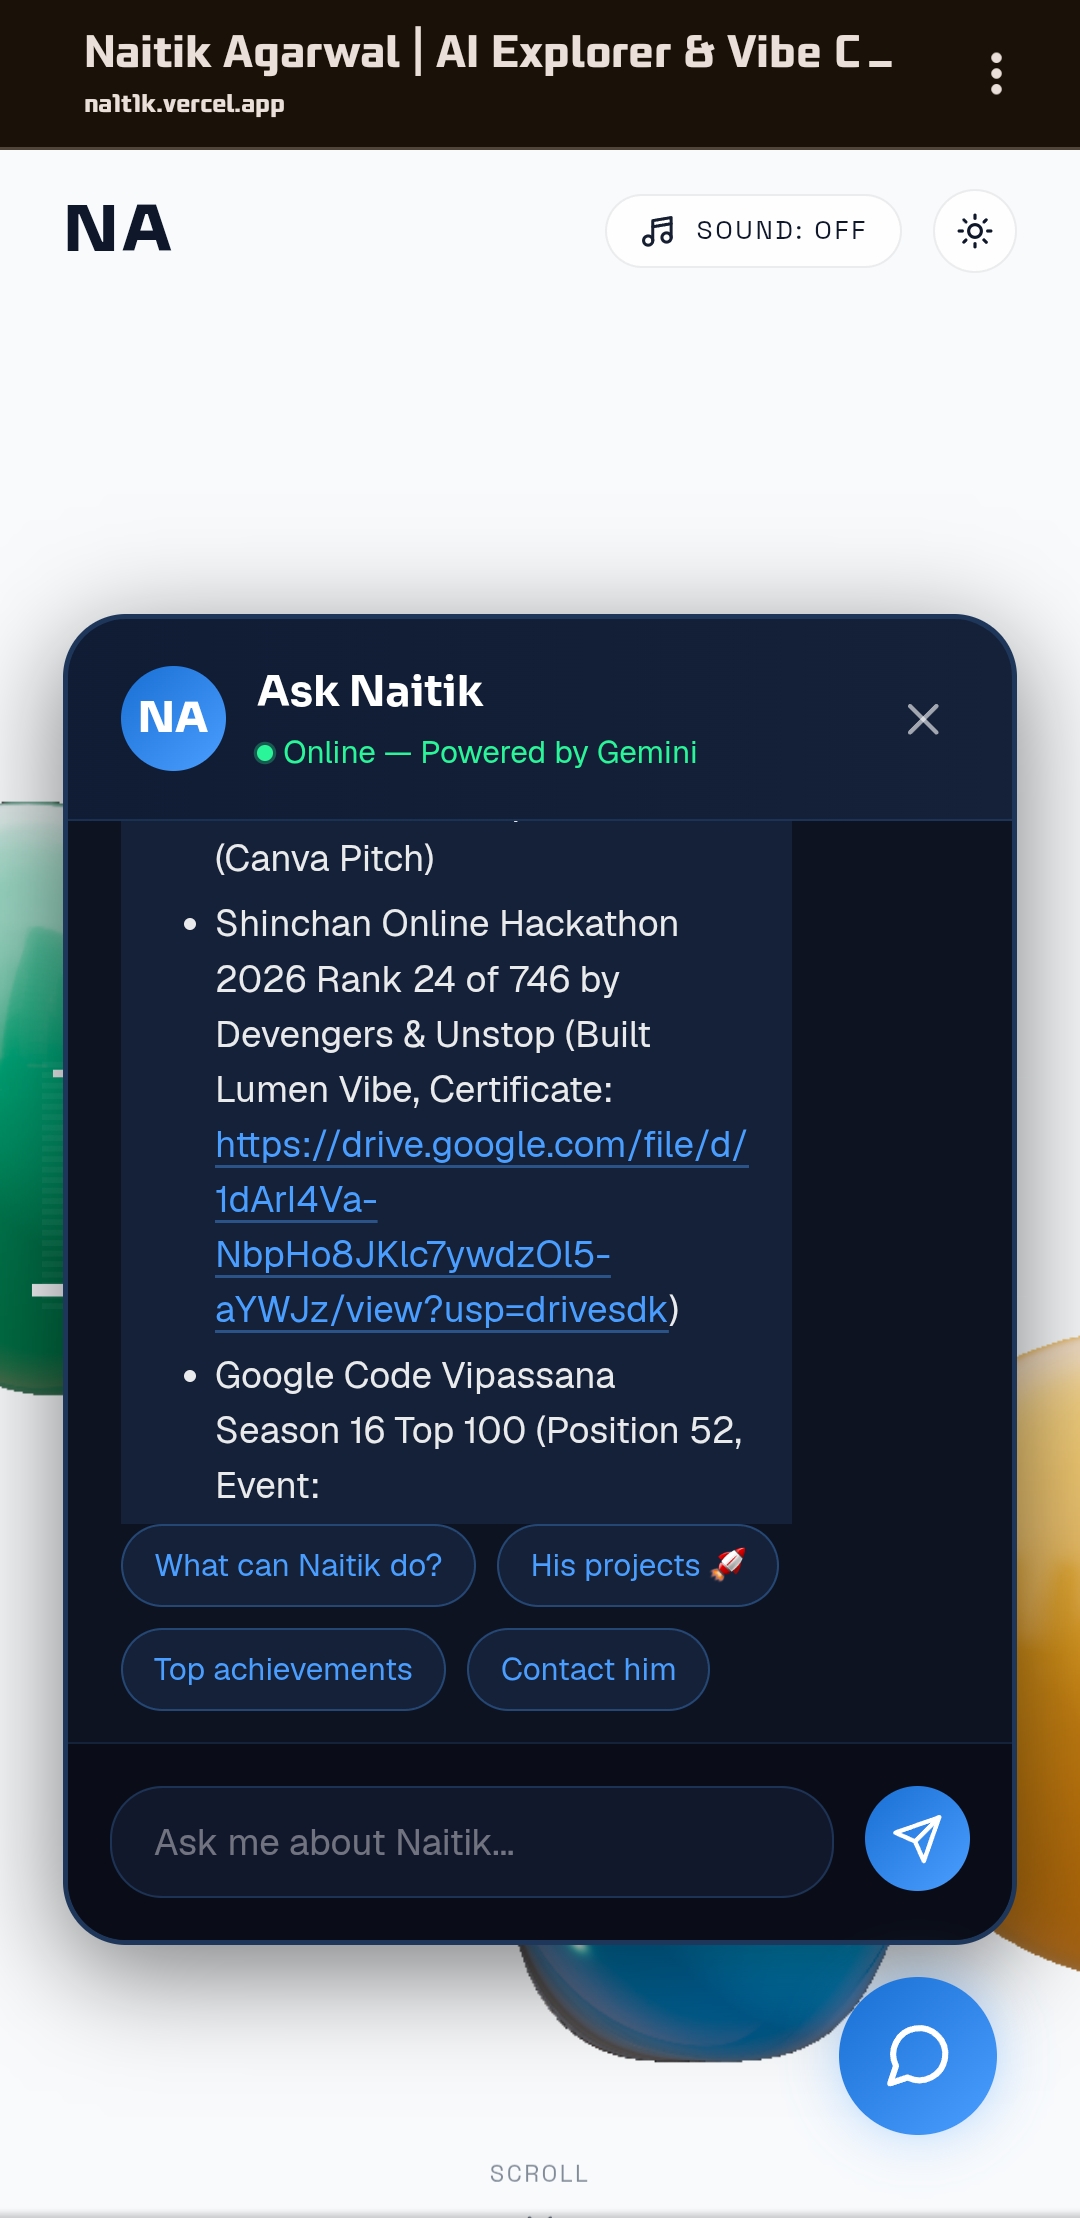 Naitik Agarwal | AI Explorer & Vibe C
na1t1k.vercel.app
NA
SOUND: OFF
NA
Ask Naitik
Online — Powered by Gemini
(Canva Pitch)
• Shinchan Online Hackathon
2026 Rank 24 of 746 by
Devengers & Unstop (Built
Lumen Vibe, Certificate:
https://drive.google.com/file/d/
1dArI4Va-
NbpHo8JKlc7ywdzOl5-
aYWJz/view?usp=drivesdk)
• Google Code Vipassana
Season 16 Top 100 (Position 52,
Event:
What can Naitik do?
His projects 🚀
Top achievements
Contact him
Ask me about Naitik...
SCROLL